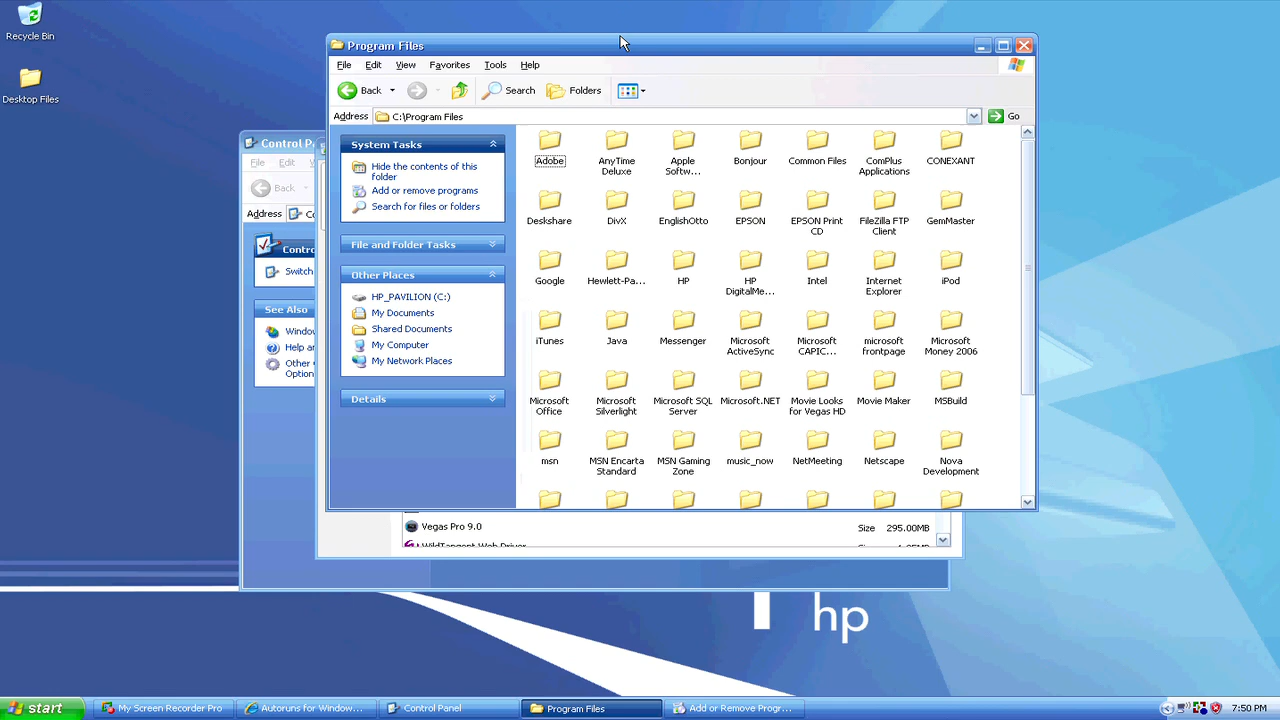 Recycle Bin
Desktop Files
Control P
File Edit V
Back
Address Co
Contro
Switch
See Also
Window
Help an
Other
Option
Program Files
File Edit View Favorites Tools Help
Back Search Folders
Address C:\Program Files Go
System Tasks
Hide the contents of this
folder
Add or remove programs
Search for files or folders
File and Folder Tasks
Other Places
HP_PAVILION (C:)
My Documents
Shared Documents
My Computer
My Network Places
Details
Adobe
AnyTime
Deluxe
Apple
Softw...
Bonjour
Common Files
ComPlus
Applications
CONEXANT
Deskshare
DivX
EnglishOtto
EPSON
EPSON Print
CD
FileZilla FTP
Client
GemMaster
Google
Hewlett-Pa...
HP
HP
DigitalMe...
Intel
Internet
Explorer
iPod
iTunes
Java
Messenger
Microsoft
ActiveSync
Microsoft
CAPIC...
microsoft
frontpage
Microsoft
Money 2006
Microsoft
Office
Microsoft
Silverlight
Microsoft SQL
Server
Microsoft.NET
Movie Looks
for Vegas HD
Movie Maker
MSBuild
msn
MSN Encarta
Standard
MSN Gaming
Zone
music_now
NetMeeting
Netscape
Nova
Development
Vegas Pro 9.0 Size 295.00MB
WildTangent Web Driver
hp
start My Screen Recorder Pro Autoruns for Window... Control Panel Program Files Add or Remove Progr... 7:50 PM